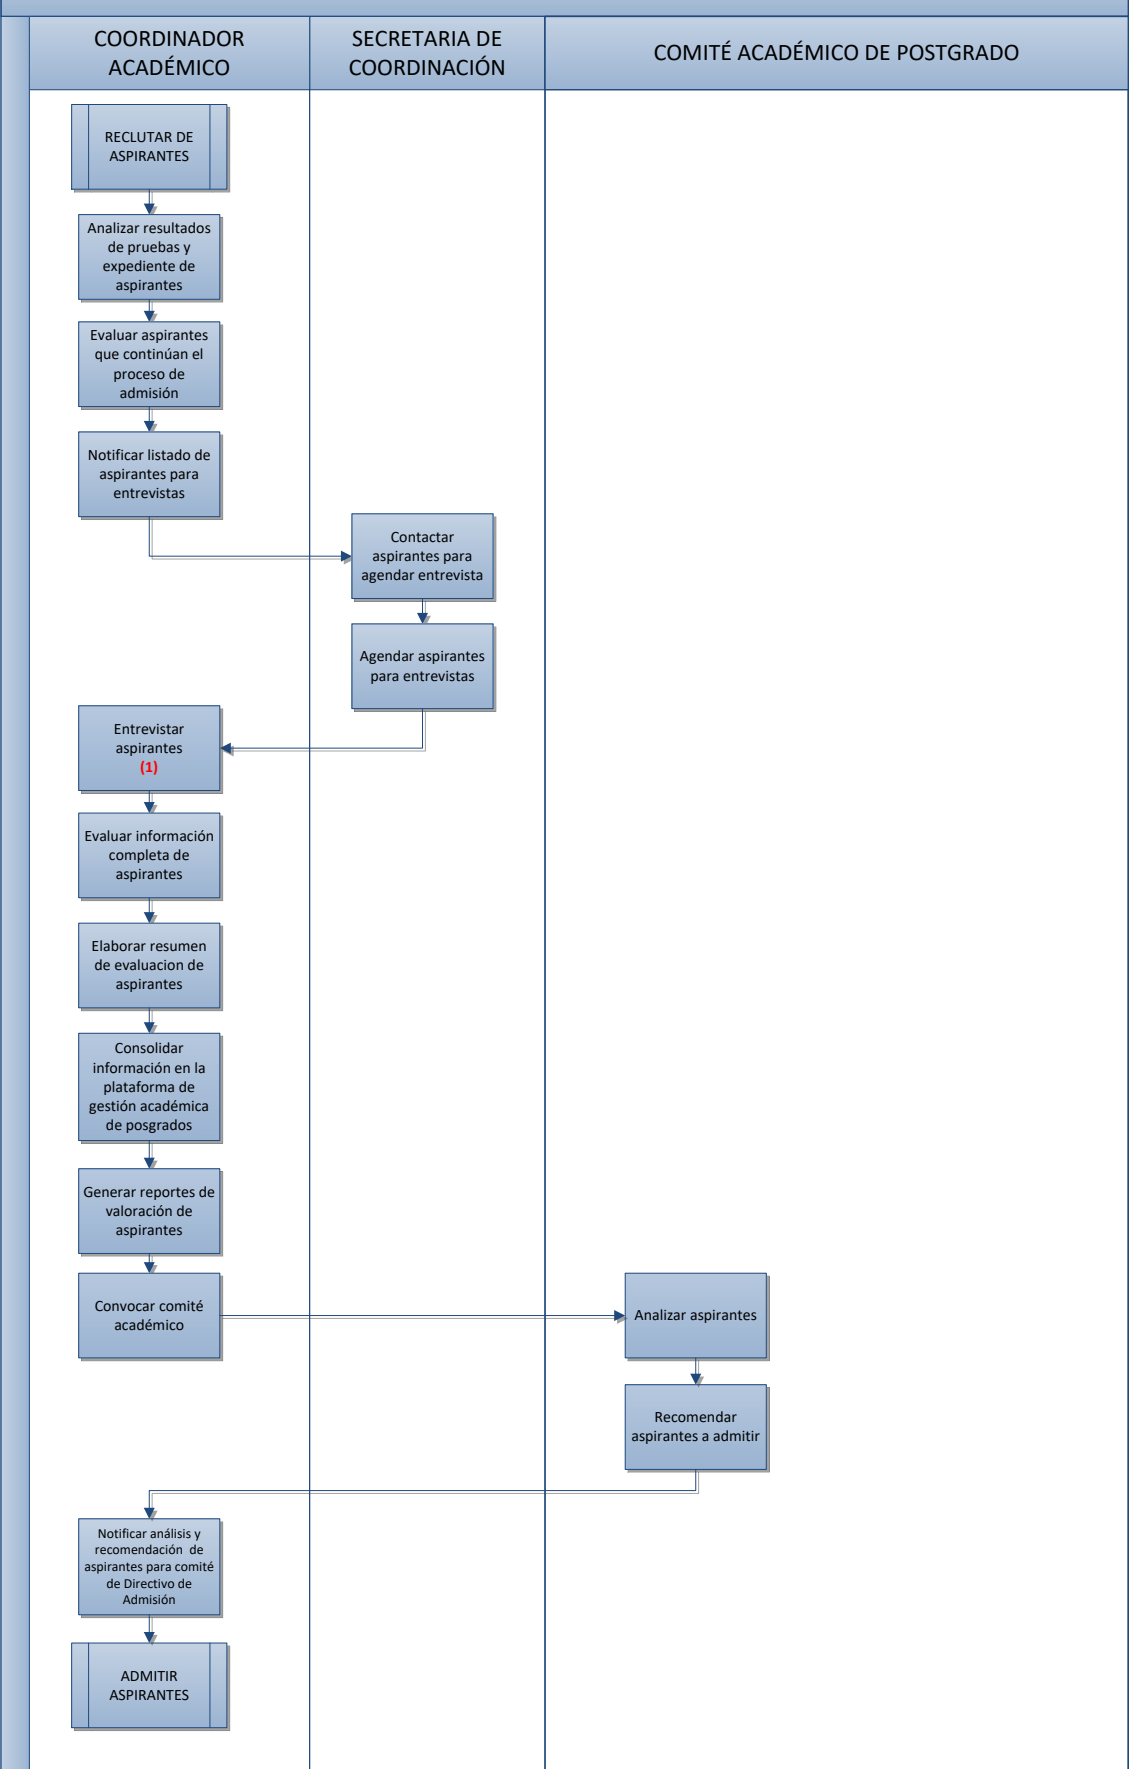 COORDINADOR
ACADÉMICO
SECRETARIA DE
COORDINACIÓN
COMITÉ ACADÉMICO DE POSTGRADO
RECLUTAR DE
ASPIRANTES
Analizar resultados
de pruebas y
expediente de
aspirantes
Evaluar aspirantes
que continúan el
proceso de
admisión
Notificar listado de
aspirantes para
entrevistas
Contactar
aspirantes para
agendar entrevista
Agendar aspirantes
para entrevistas
Entrevistar
aspirantes
(1)
Evaluar información
completa de
aspirantes
Elaborar resumen
de evaluacion de
aspirantes
Consolidar
información en la
plataforma de
gestión académica
de posgrados
Generar reportes de
valoración de
aspirantes
Convocar comité
académico
Analizar aspirantes
Recomendar
aspirantes a admitir
Notificar análisis y
recomendación de
aspirantes para comité
de Directivo de
Admisión
ADMITIR
ASPIRANTES